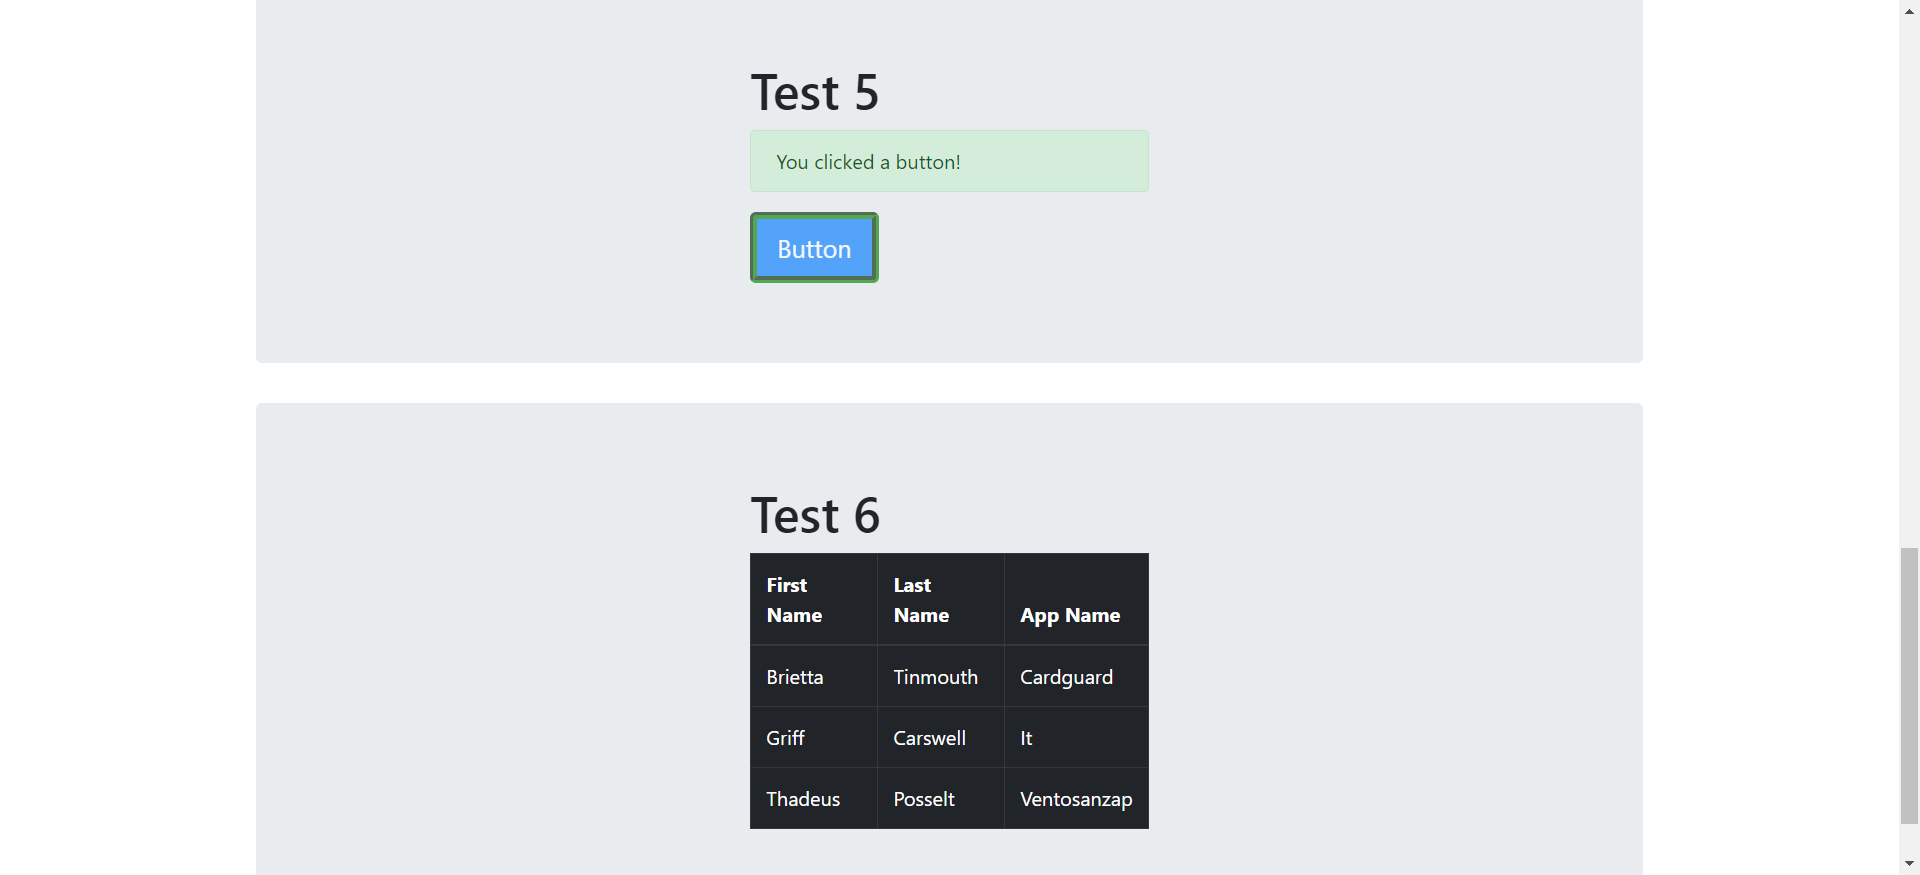 Test 5
You clicked a button!
Button
Test 6
First Name Last Name App Name
Brietta Tinmouth Cardguard
Griff Carswell It
Thadeus Posselt Ventosanzap